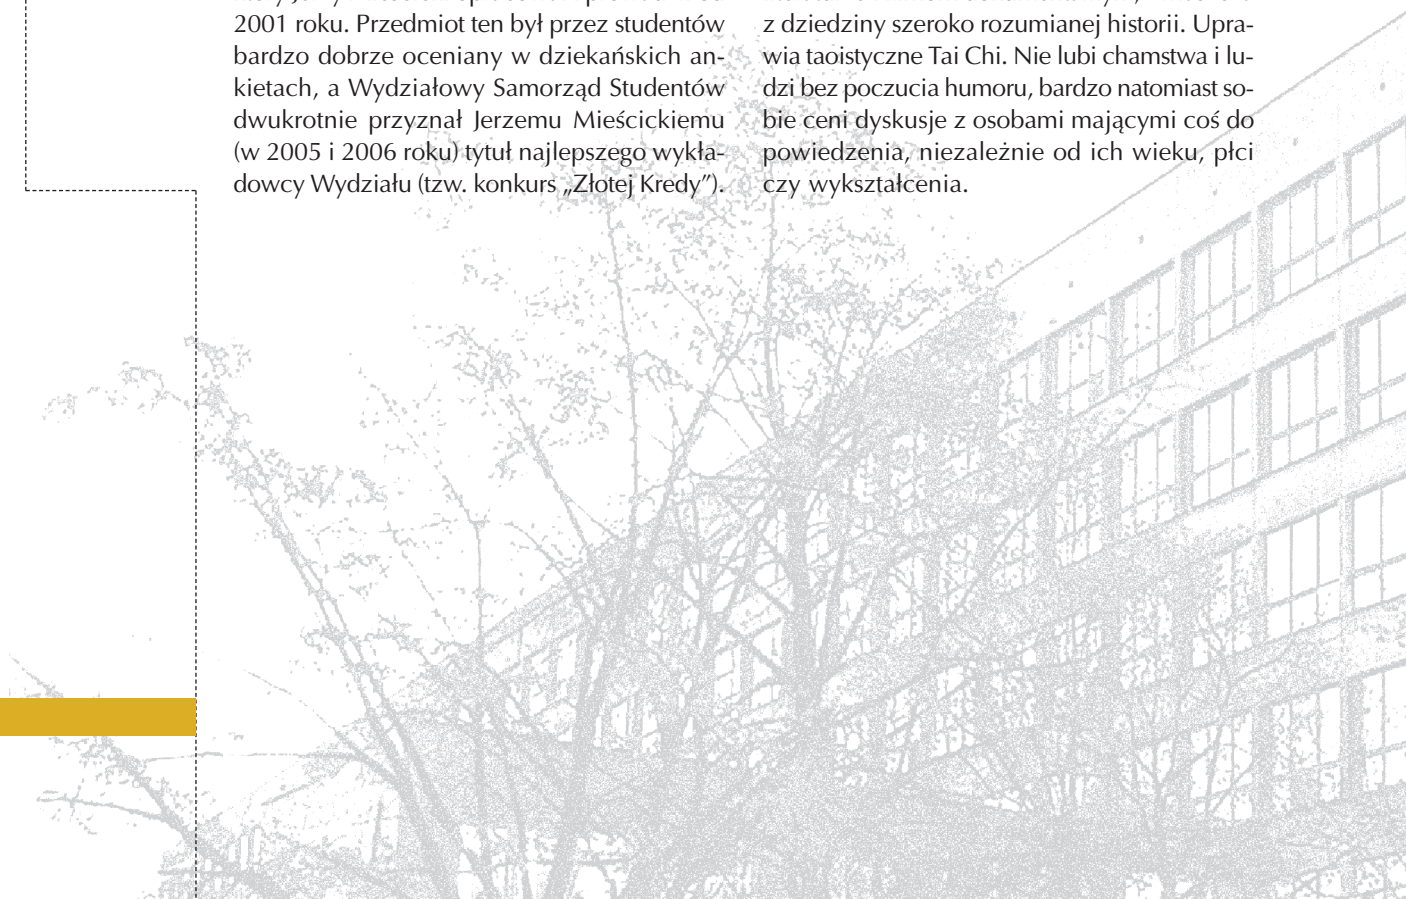 2001 roku. Przedmiot ten był przez studentów
bardzo dobrze oceniany w dziekańskich an-
kietach, a Wydziałowy Samorząd Studentów
dwukrotnie przyznał Jerzemu Mieścickiemu
(w 2005 i 2006 roku) tytuł najlepszego wykła-
dowcy Wydziału (tzw. konkurs „Złotej Kredy”).
z dziedziny szeroko rozumianej historii. Upra-
wia taoistyczne Tai Chi. Nie lubi chamstwa i lu-
dzi bez poczucia humoru, bardzo natomiast so-
bie ceni dyskusje z osobami mającymi coś do
powiedzenia, niezależnie od ich wieku, płci
czy wykształcenia.